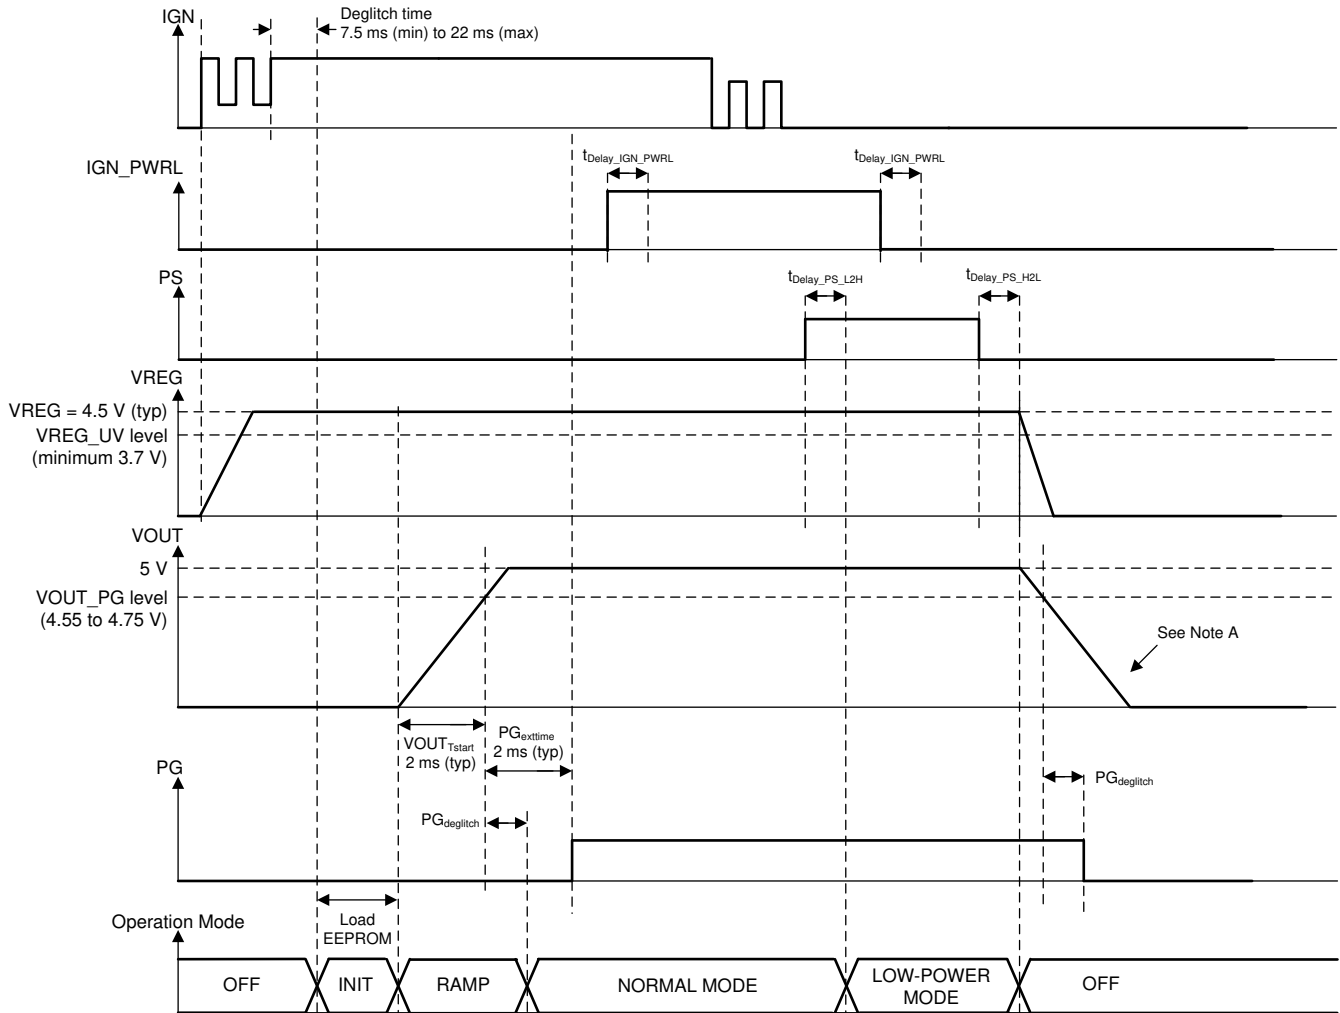 IGN
Deglitch time
7.5 ms (min) to 22 ms (max)
IGN_PWRL
tDelay_IGN_PWRL
tDelay_IGN_PWRL
PS
tDelay_PS_L2H
tDelay_PS_H2L
VREG
VREG = 4.5 V (typ)
VREG_UV level
(minimum 3.7 V)
VOUT
5 V
VOUT_PG level
(4.55 to 4.75 V)
See Note A
VOUTTstart
2 ms (typ)
PGexttime
2 ms (typ)
PG
PGdeglitch
PGdeglitch
Operation Mode
Load
EEPROM
OFF
INIT
RAMP
NORMAL MODE
LOW-POWER
MODE
OFF